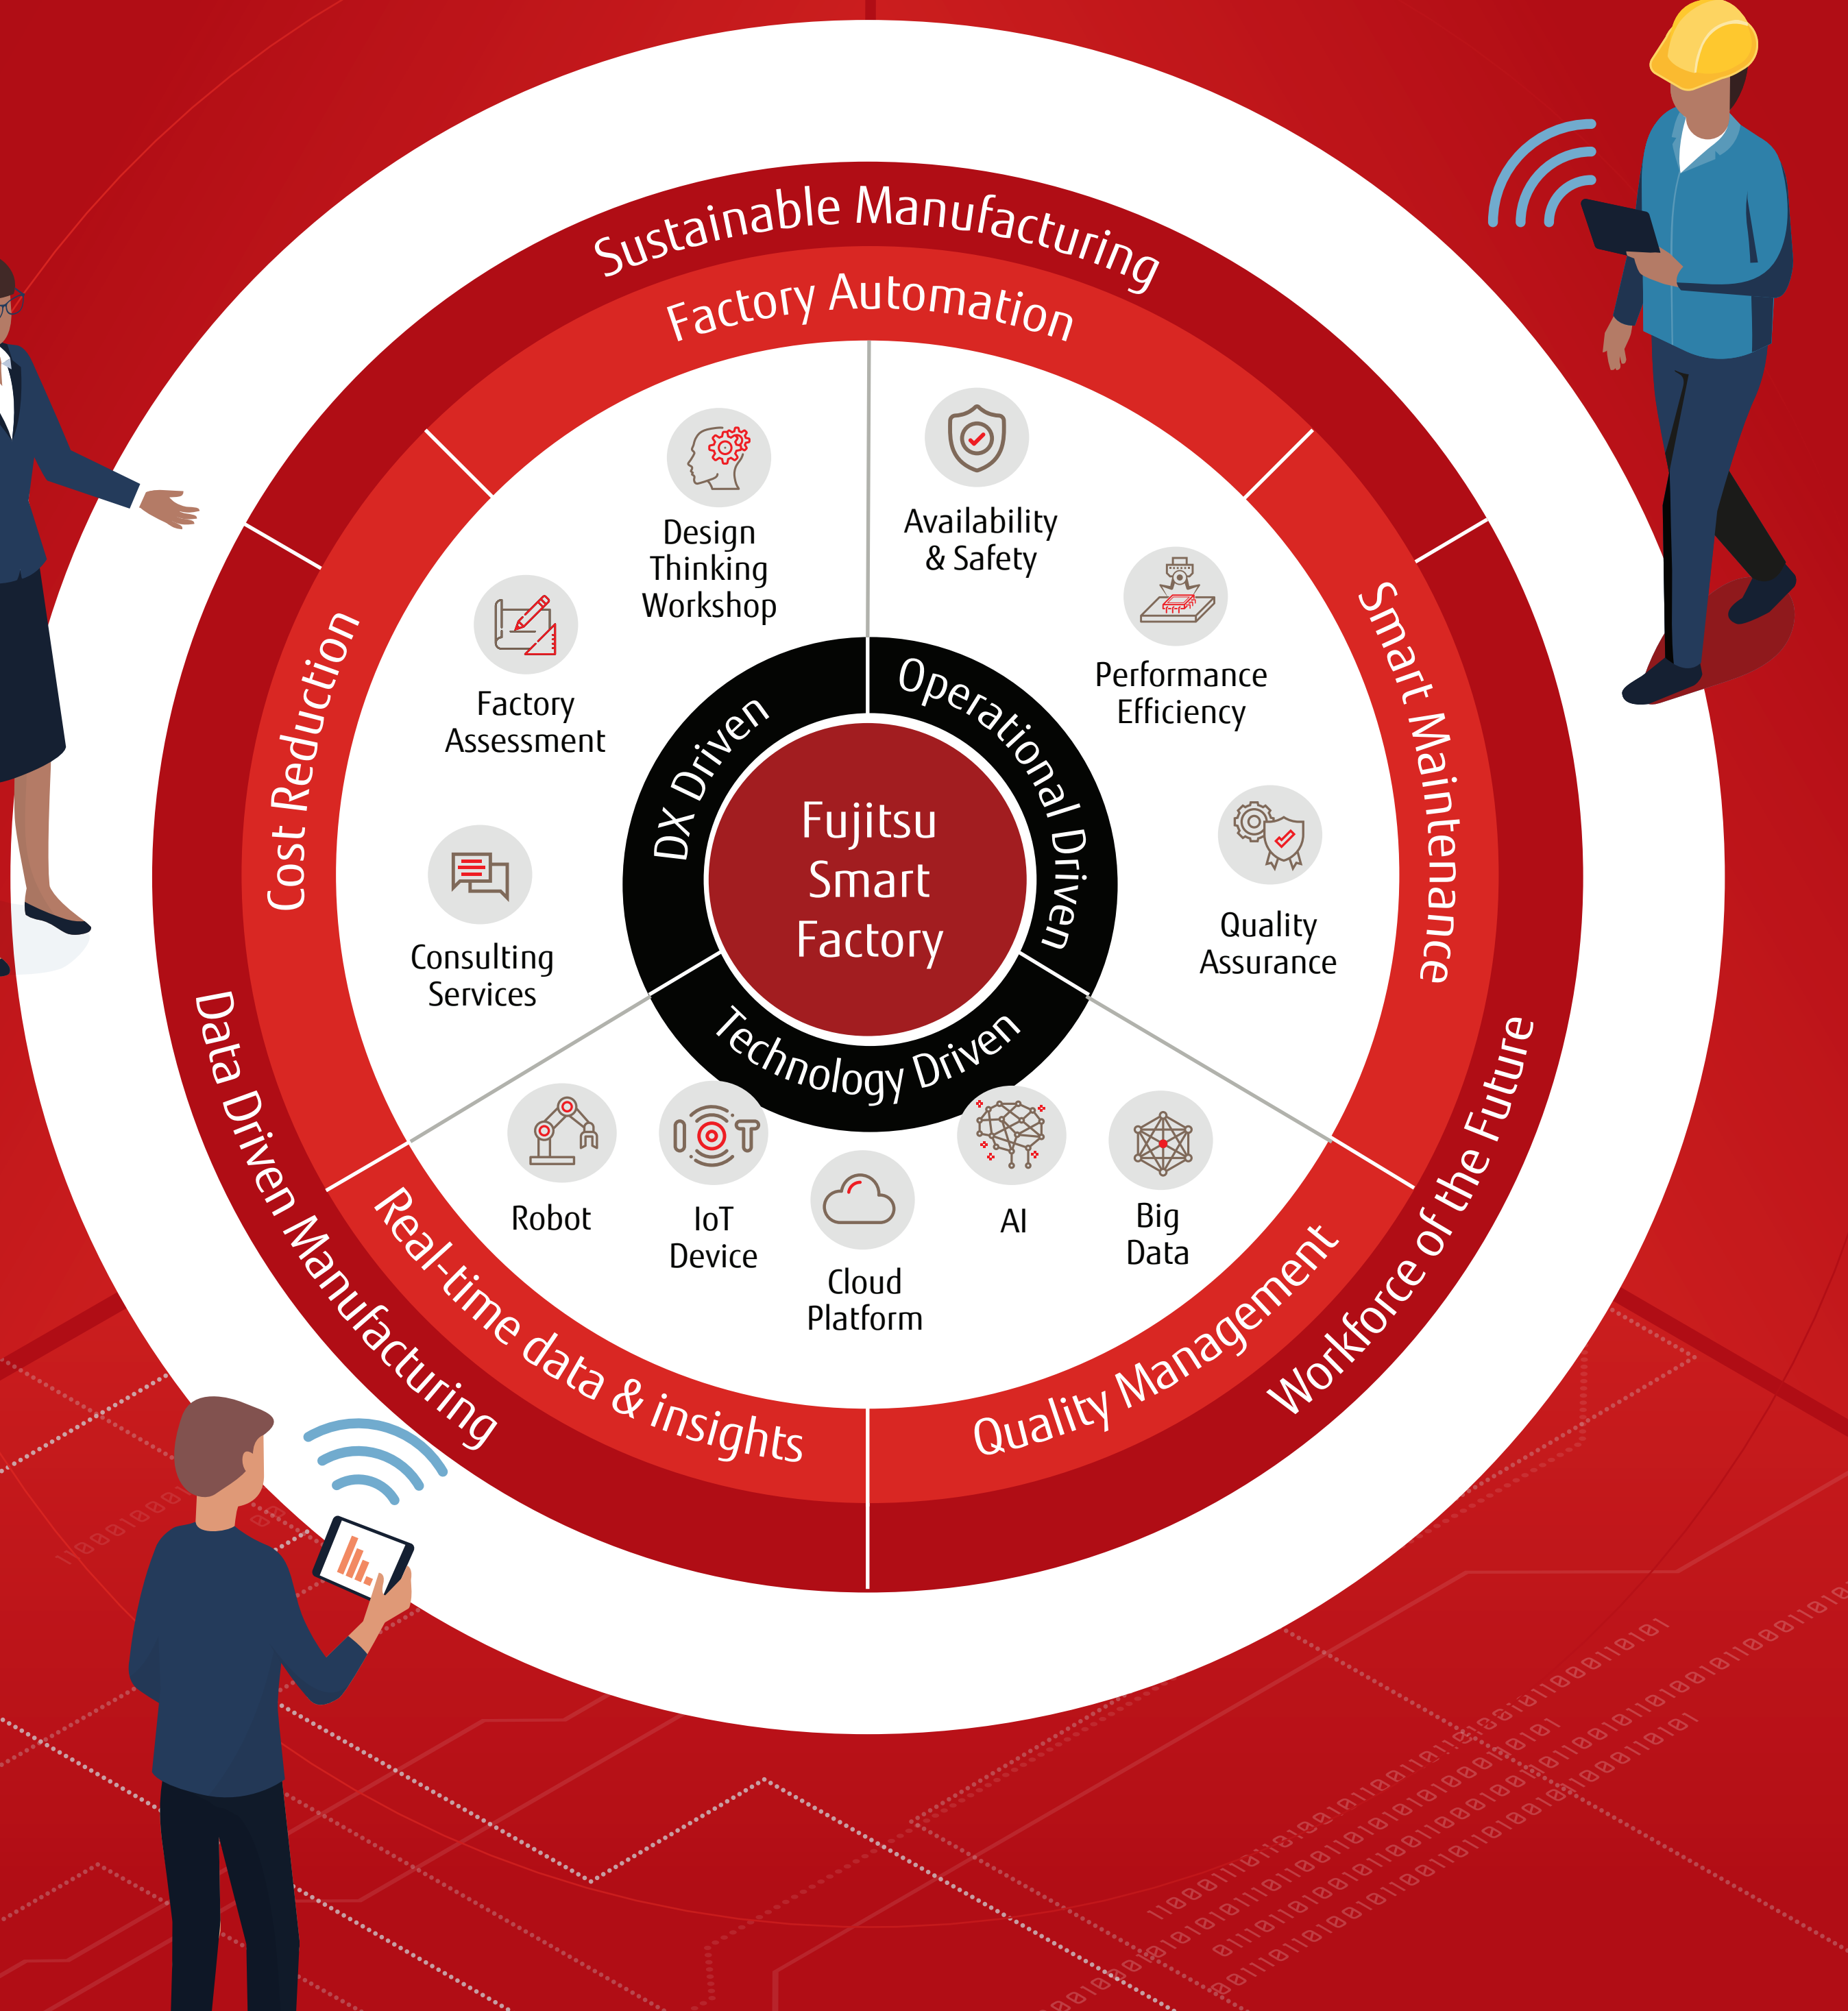 Sustainable Manufacturing
Factory Automation
Design
Thinking
Workshop
Availability
& Safety
Factory
Assessment
Performance
Efficiency
Cost Reduction
Smart Maintenance
DX Driven
Operational Driven
Fujitsu
Smart
Factory
Consulting
Services
Quality
Assurance
Technology Driven
Data Driven Manufacturing
Workforce of the Future
IOT
Robot
IoT
Device
Cloud
Platform
AI
Big
Data
Real-time data & insights
Quality Management